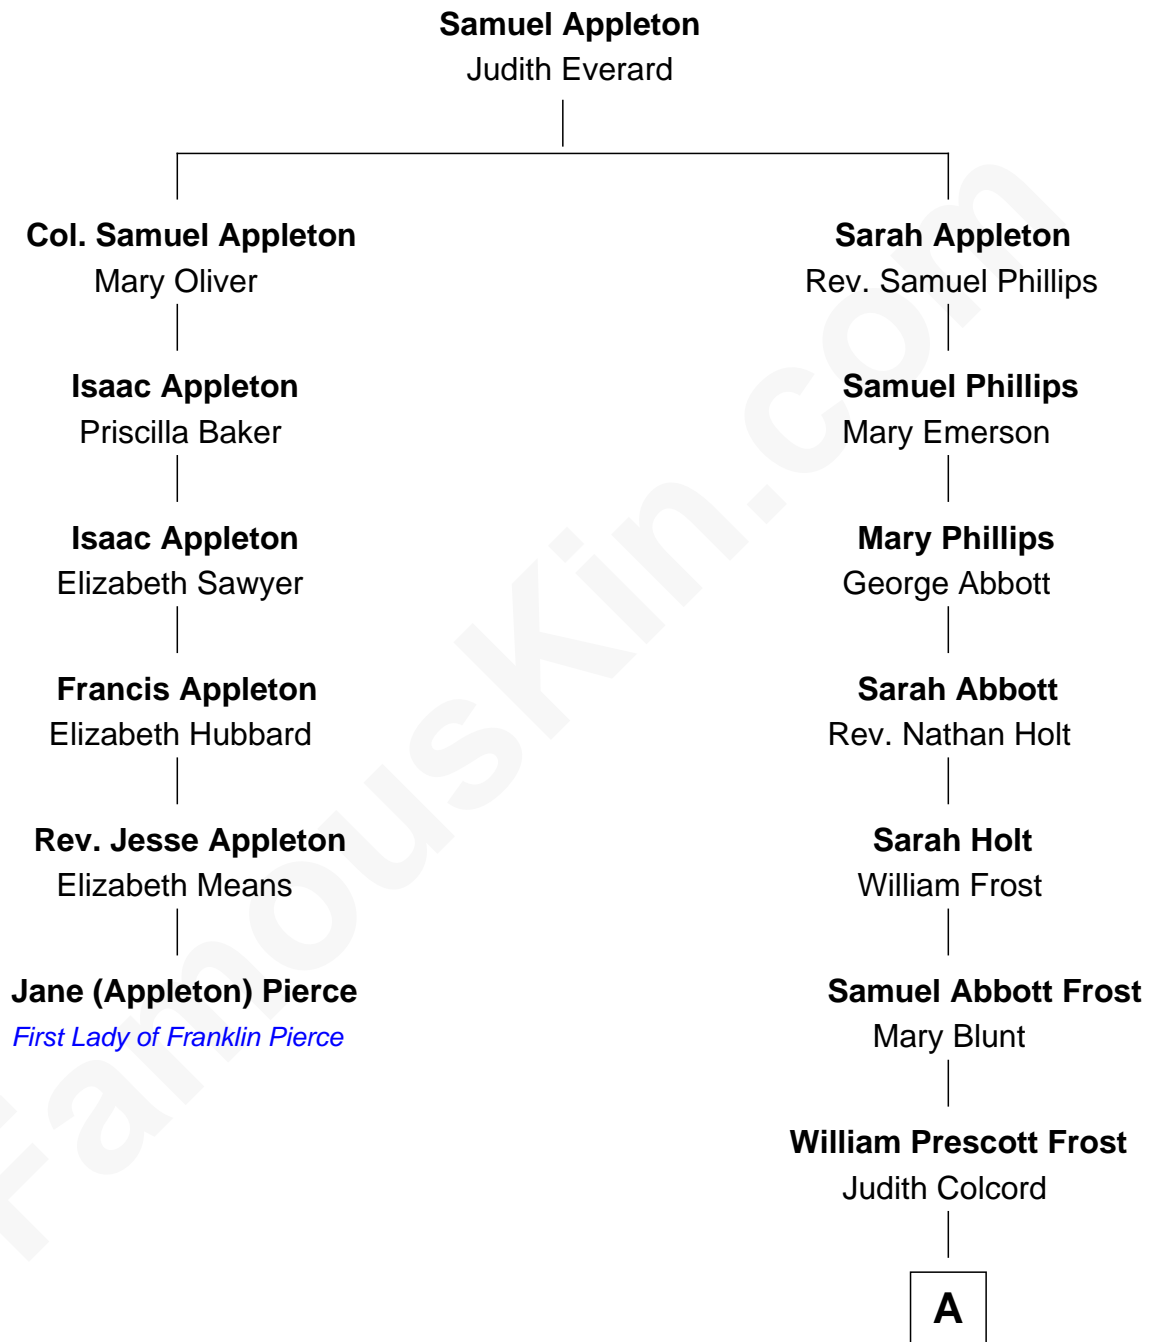 Samuel Appleton
Judith Everard
Col. Samuel Appleton
Mary Oliver
Isaac Appleton
Priscilla Baker
Isaac Appleton
Elizabeth Sawyer
Francis Appleton
Elizabeth Hubbard
Rev. Jesse Appleton
Elizabeth Means
Jane (Appleton) Pierce
First Lady of Franklin Pierce
Sarah Appleton
Rev. Samuel Phillips
Samuel Phillips
Mary Emerson
Mary Phillips
George Abbott
Sarah Abbott
Rev. Nathan Holt
Sarah Holt
William Frost
Samuel Abbott Frost
Mary Blunt
William Prescott Frost
Judith Colcord
A
FamousKin.com